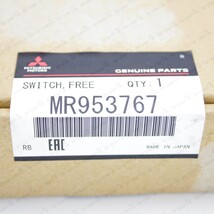 MITSUBISHI
MOTORS
GENUINE PARTS
SWITCH, FREE QTY: 1
MR953767
RB EAC MADE IN JAPAN